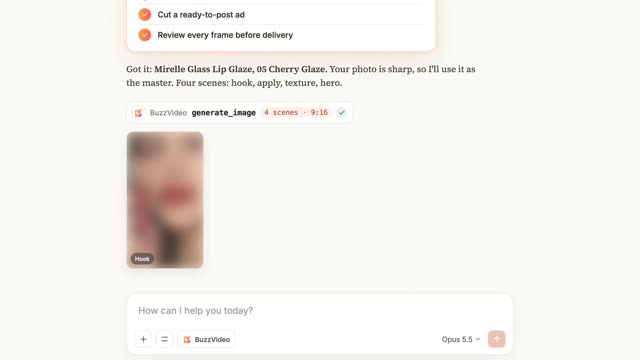 Cut a ready-to-post ad
Review every frame before delivery
Got it: Mirelle Glass Lip Glaze, 05 Cherry Glaze. Your photo is sharp, so I'll use it as
the master. Four scenes: hook, apply, texture, hero.
BuzzVideo generate_image 4 scenes · 9:16
Hook
How can I help you today?
BuzzVideo
Opus 5.5